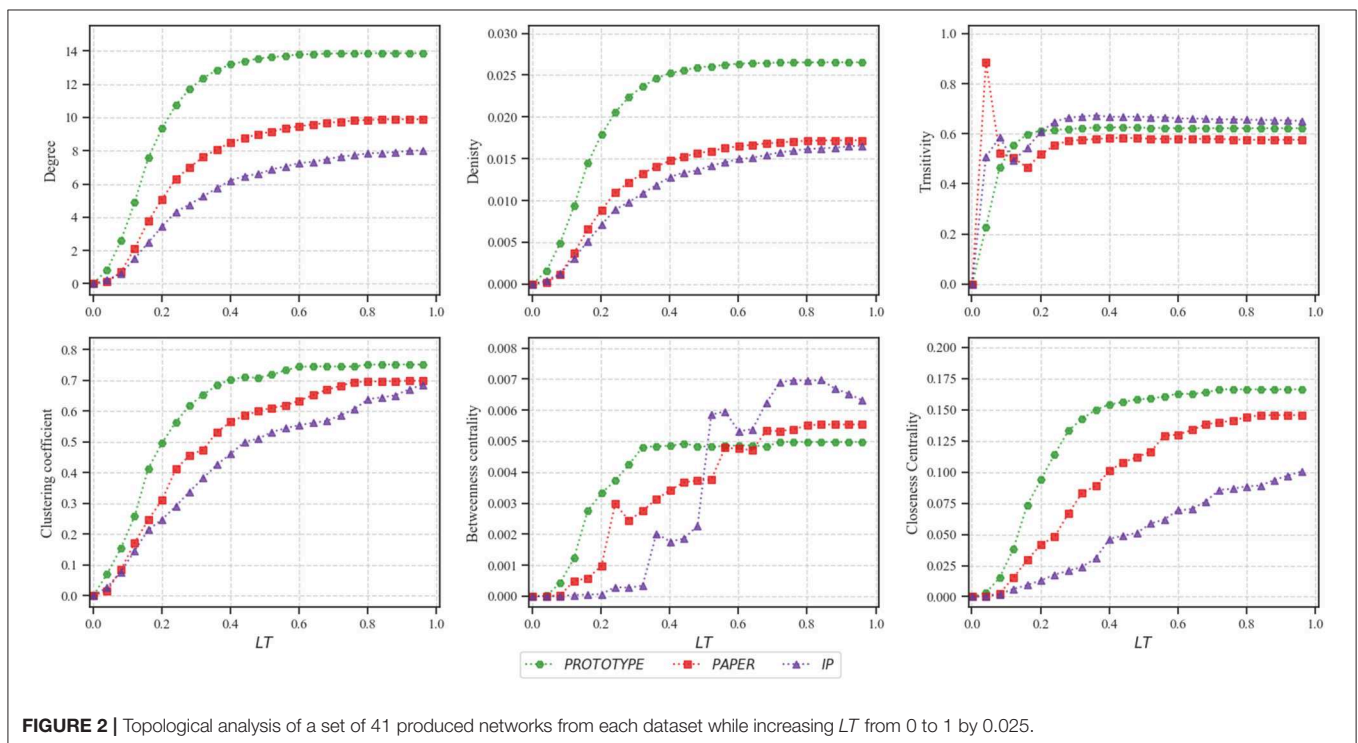 14
12
10
8
6
4
2
0
Degree
0.0 0.2 0.4 0.6 0.8 1.0
0.030
0.025
0.020
0.015
0.010
0.005
0.000
Denisty
0.0 0.2 0.4 0.6 0.8 1.0
1.0
0.8
0.6
0.4
0.2
0.0
Trnsitivity
0.0 0.2 0.4 0.6 0.8 1.0
0.8
0.7
0.6
0.5
0.4
0.3
0.2
0.1
0.0
Clustering coefficient
0.0 0.2 0.4 0.6 0.8 1.0
LT
0.008
0.007
0.006
0.005
0.004
0.003
0.002
0.001
0.000
Betweenness centrality
0.0 0.2 0.4 0.6 0.8 1.0
LT
0.200
0.175
0.150
0.125
0.100
0.075
0.050
0.025
0.000
Closeness Centrality
0.0 0.2 0.4 0.6 0.8 1.0
LT
PROTOTYPE PAPER IP
FIGURE 2 | Topological analysis of a set of 41 produced networks from each dataset while increasing LT from 0 to 1 by 0.025.